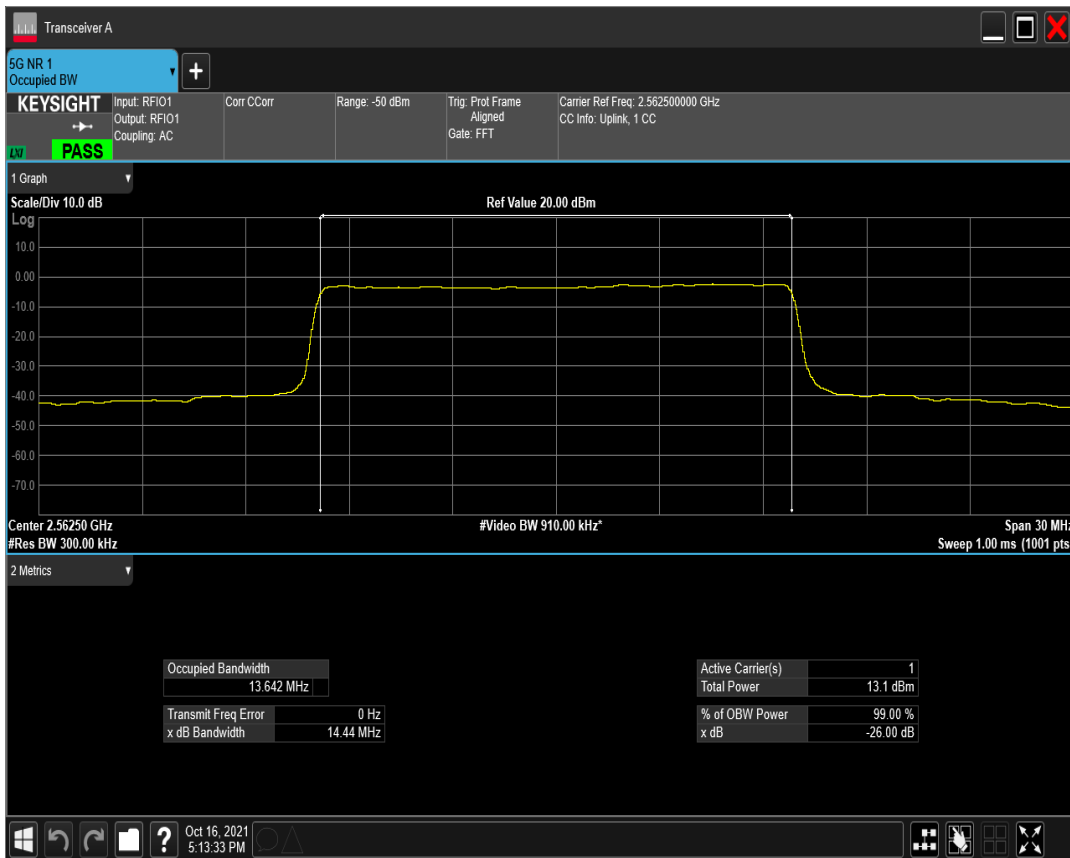 Transceiver A
5G NR 1
Occupied BW
KEYSIGHT
LXI
PASS
Input: RFIO1
Output: RFIO1
Coupling: AC
Corr CCorr
Range: -50 dBm
Trig: Prot Frame
Aligned
Gate: FFT
Carrier Ref Freq: 2.562500000 GHz
CC Info: Uplink, 1 CC
1 Graph
Scale/Div 10.0 dB
Ref Value 20.00 dBm
Log
10.0
0.00
-10.0
-20.0
-30.0
-40.0
-50.0
-60.0
-70.0
Center 2.56250 GHz
#Video BW 910.00 kHz*
Span 30 MHz
#Res BW 300.00 kHz
Sweep 1.00 ms (1001 pts
2 Metrics
Occupied Bandwidth
13.642 MHz
Transmit Freq Error 0 Hz
x dB Bandwidth 14.44 MHz
Active Carrier(s) 1
Total Power 13.1 dBm
% of OBW Power 99.00 %
x dB -26.00 dB
?
Oct 16, 2021
5:13:33 PM